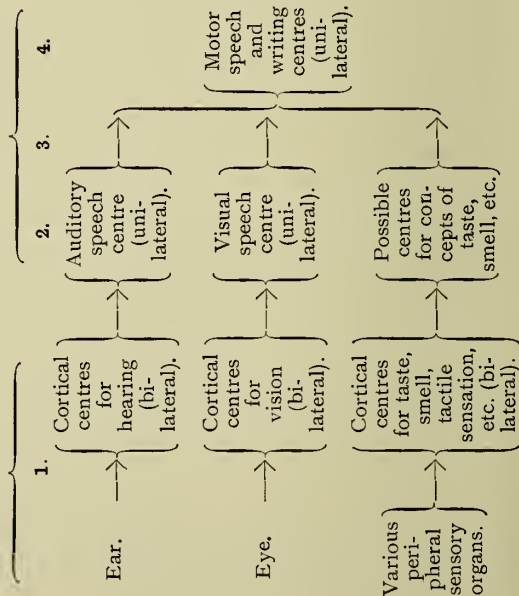 1.
2.
3.
4.
Ear.
Cortical
centres
for
hearing
(bi-
lateral).
Auditory
speech
centre
(uni-
lateral).
Eye.
Cortical
centres
for
vision
(bi-
lateral).
Visual
speech
centre
(uni-
lateral).
Motor
speech
and
writing
centres
(uni-
lateral).
Various
peri-
pheral
sensory
organs.
Cortical
centres
for taste,
smell,
tactile
sensation,
etc. (bi-
lateral).
Possible
centres
for con-
cepts of
taste,
smell, etc.